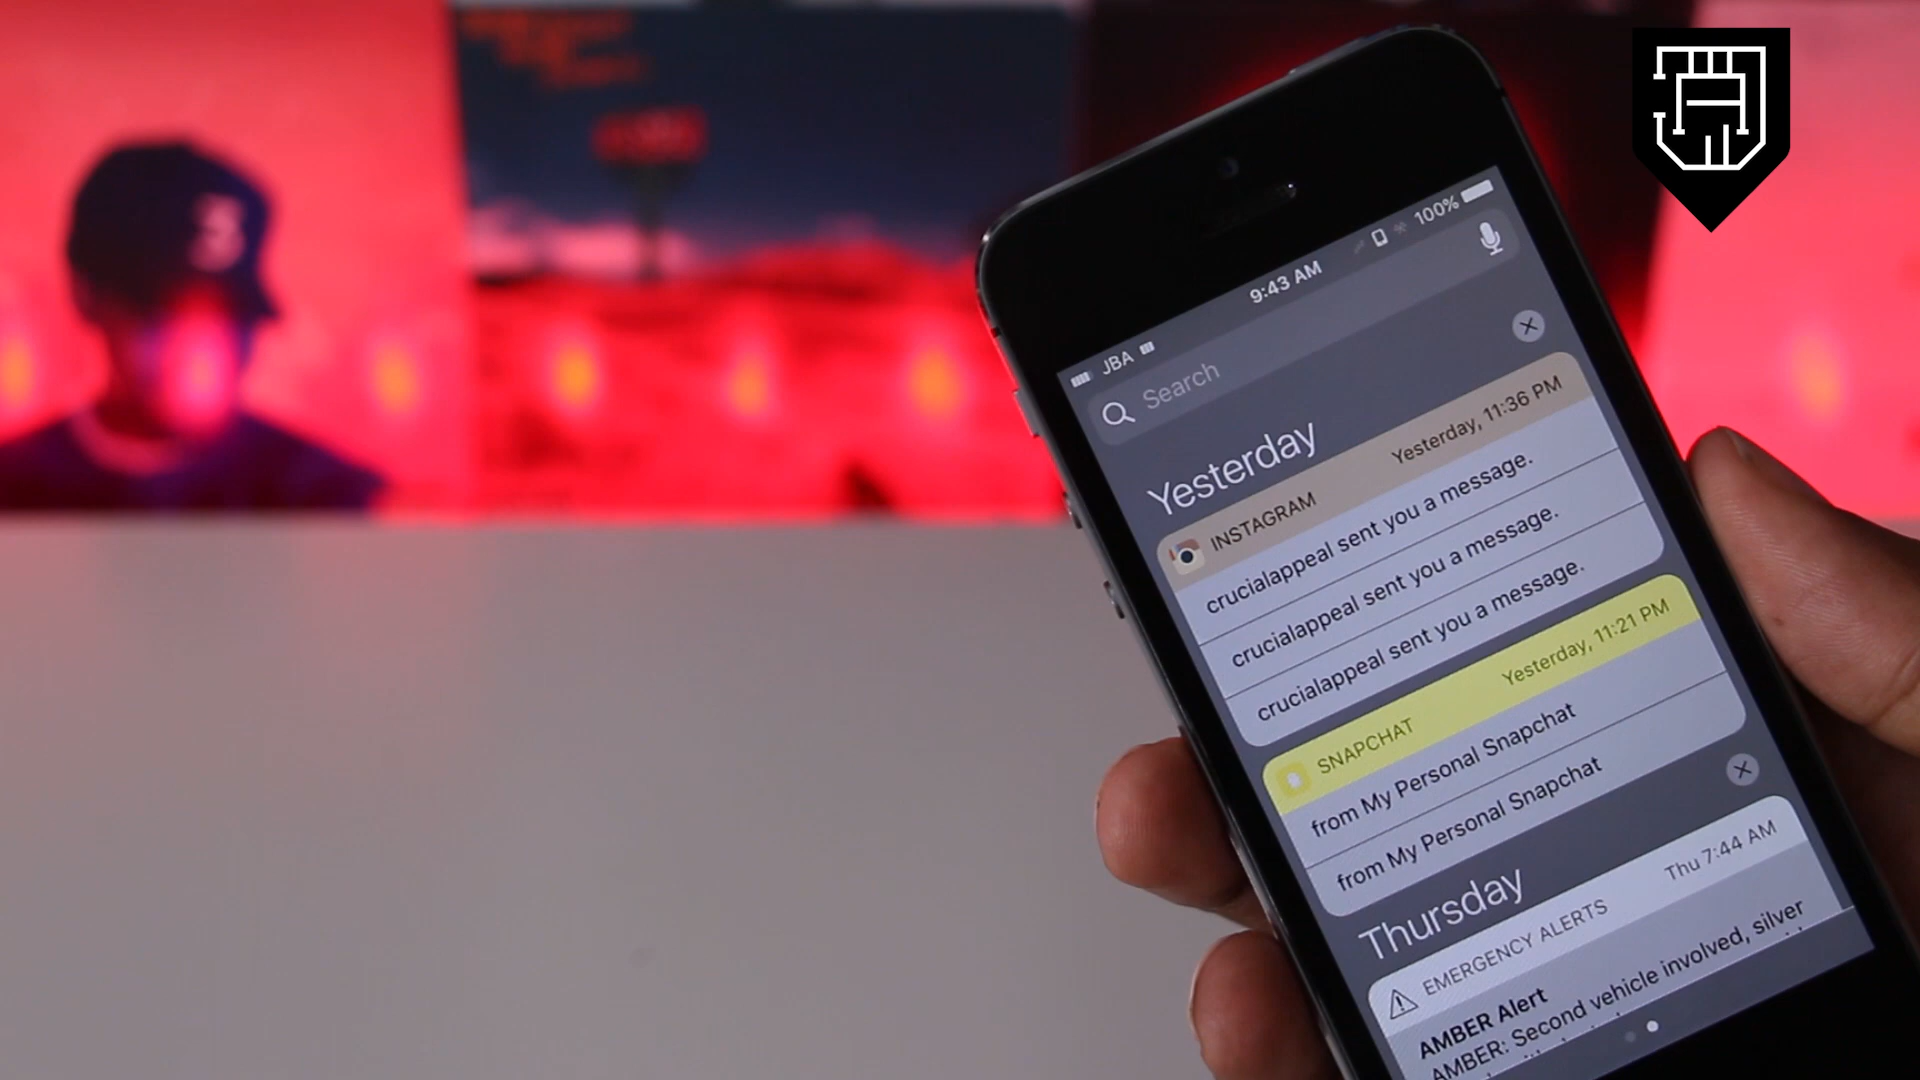 JBA
9:43 AM
100%
Search
Yesterday
INSTAGRAM
Yesterday, 11:36 PM
crucialappeal sent you a message.
crucialappeal sent you a message.
crucialappeal sent you a message.
SNAPCHAT
Yesterday, 11:21 PM
from My Personal Snapchat
from My Personal Snapchat
Thursday
EMERGENCY ALERTS
Thu 7:44 AM
AMBER Alert
AMBER: Second vehicle involved, silver
3